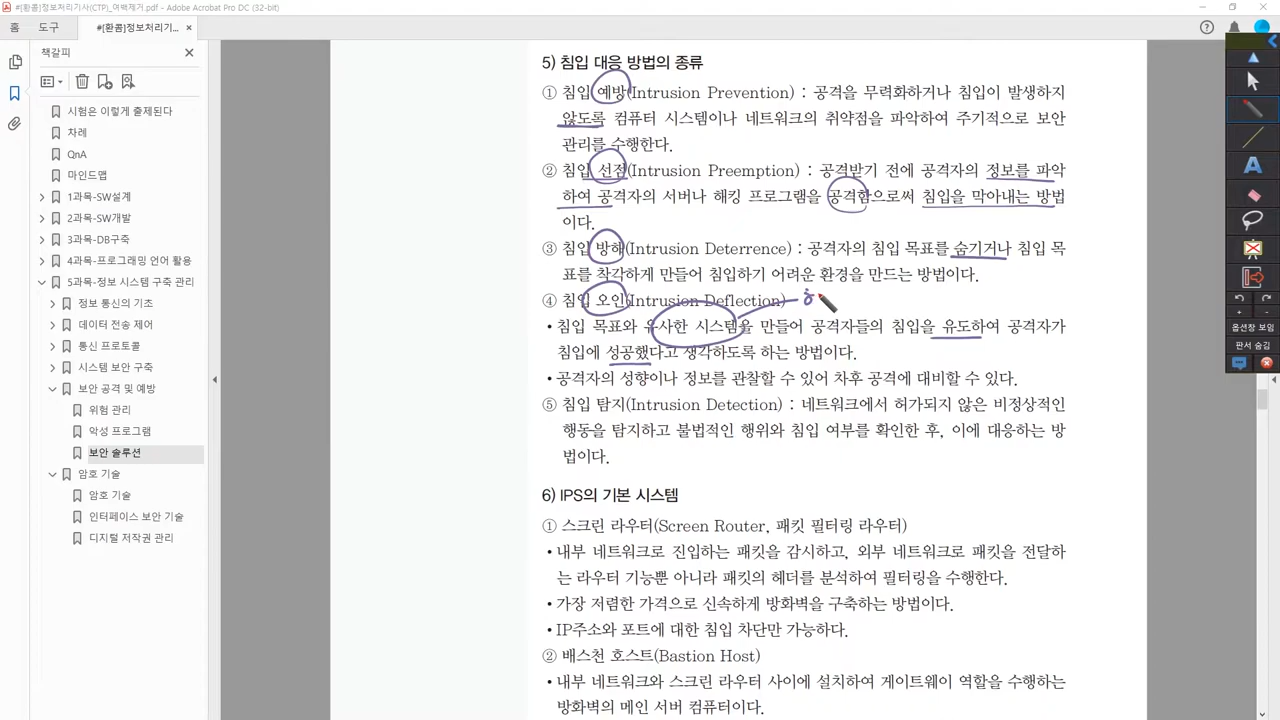 #[환콤]정보처리기사(CTP)_여백제거.pdf - Adobe Acrobat Pro DC (32-bit)
홈 도구 #[환콤]정보처리기... ×
책갈피
시험은 이렇게 출제된다
차례
QnA
마인드맵
1과목-SW설계
2과목-SW개발
3과목-DB구축
4과목-프로그래밍 언어 활용
5과목-정보 시스템 구축 관리
정보 통신의 기초
데이터 전송 제어
통신 프로토콜
시스템 보안 구축
보안 공격 및 예방
위험 관리
악성 프로그램
보안 솔루션
암호 기술
암호 기술
인터페이스 보안 기술
디지털 저작권 관리
5) 침입 대응 방법의 종류
① 침입 예방(Intrusion Prevention) : 공격을 무력화하거나 침입이 발생하지
않도록 컴퓨터 시스템이나 네트워크의 취약점을 파악하여 주기적으로 보안
관리를 수행한다.
② 침입 선점(Intrusion Preemption) : 공격받기 전에 공격자의 정보를 파악
하여 공격자의 서버나 해킹 프로그램을 공격함으로써 침입을 막아내는 방법
이다.
③ 침입 방해(Intrusion Deterrence) : 공격자의 침입 목표를 숨기거나 침입 목
표를 착각하게 만들어 침입하기 어려운 환경을 만드는 방법이다.
④ 침입 오인(Intrusion Deflection)
• 침입 목표와 유사한 시스템을 만들어 공격자들의 침입을 유도하여 공격자가
침입에 성공했다고 생각하도록 하는 방법이다.
• 공격자의 성향이나 정보를 관찰할 수 있어 차후 공격에 대비할 수 있다.
⑤ 침입 탐지(Intrusion Detection) : 네트워크에서 허가되지 않은 비정상적인
행동을 탐지하고 불법적인 행위와 침입 여부를 확인한 후, 이에 대응하는 방
법이다.
6) IPS의 기본 시스템
① 스크린 라우터(Screen Router, 패킷 필터링 라우터)
• 내부 네트워크로 진입하는 패킷을 감시하고, 외부 네트워크로 패킷을 전달하
는 라우터 기능뿐 아니라 패킷의 헤더를 분석하여 필터링을 수행한다.
• 가장 저렴한 가격으로 신속하게 방화벽을 구축하는 방법이다.
• IP주소와 포트에 대한 침입 차단만 가능하다.
② 배스천 호스트(Bastion Host)
• 내부 네트워크와 스크린 라우터 사이에 설치하여 게이트웨이 역할을 수행하는
방화벽의 메인 서버 컴퓨터이다.
옵션창 보임
판서 숨김